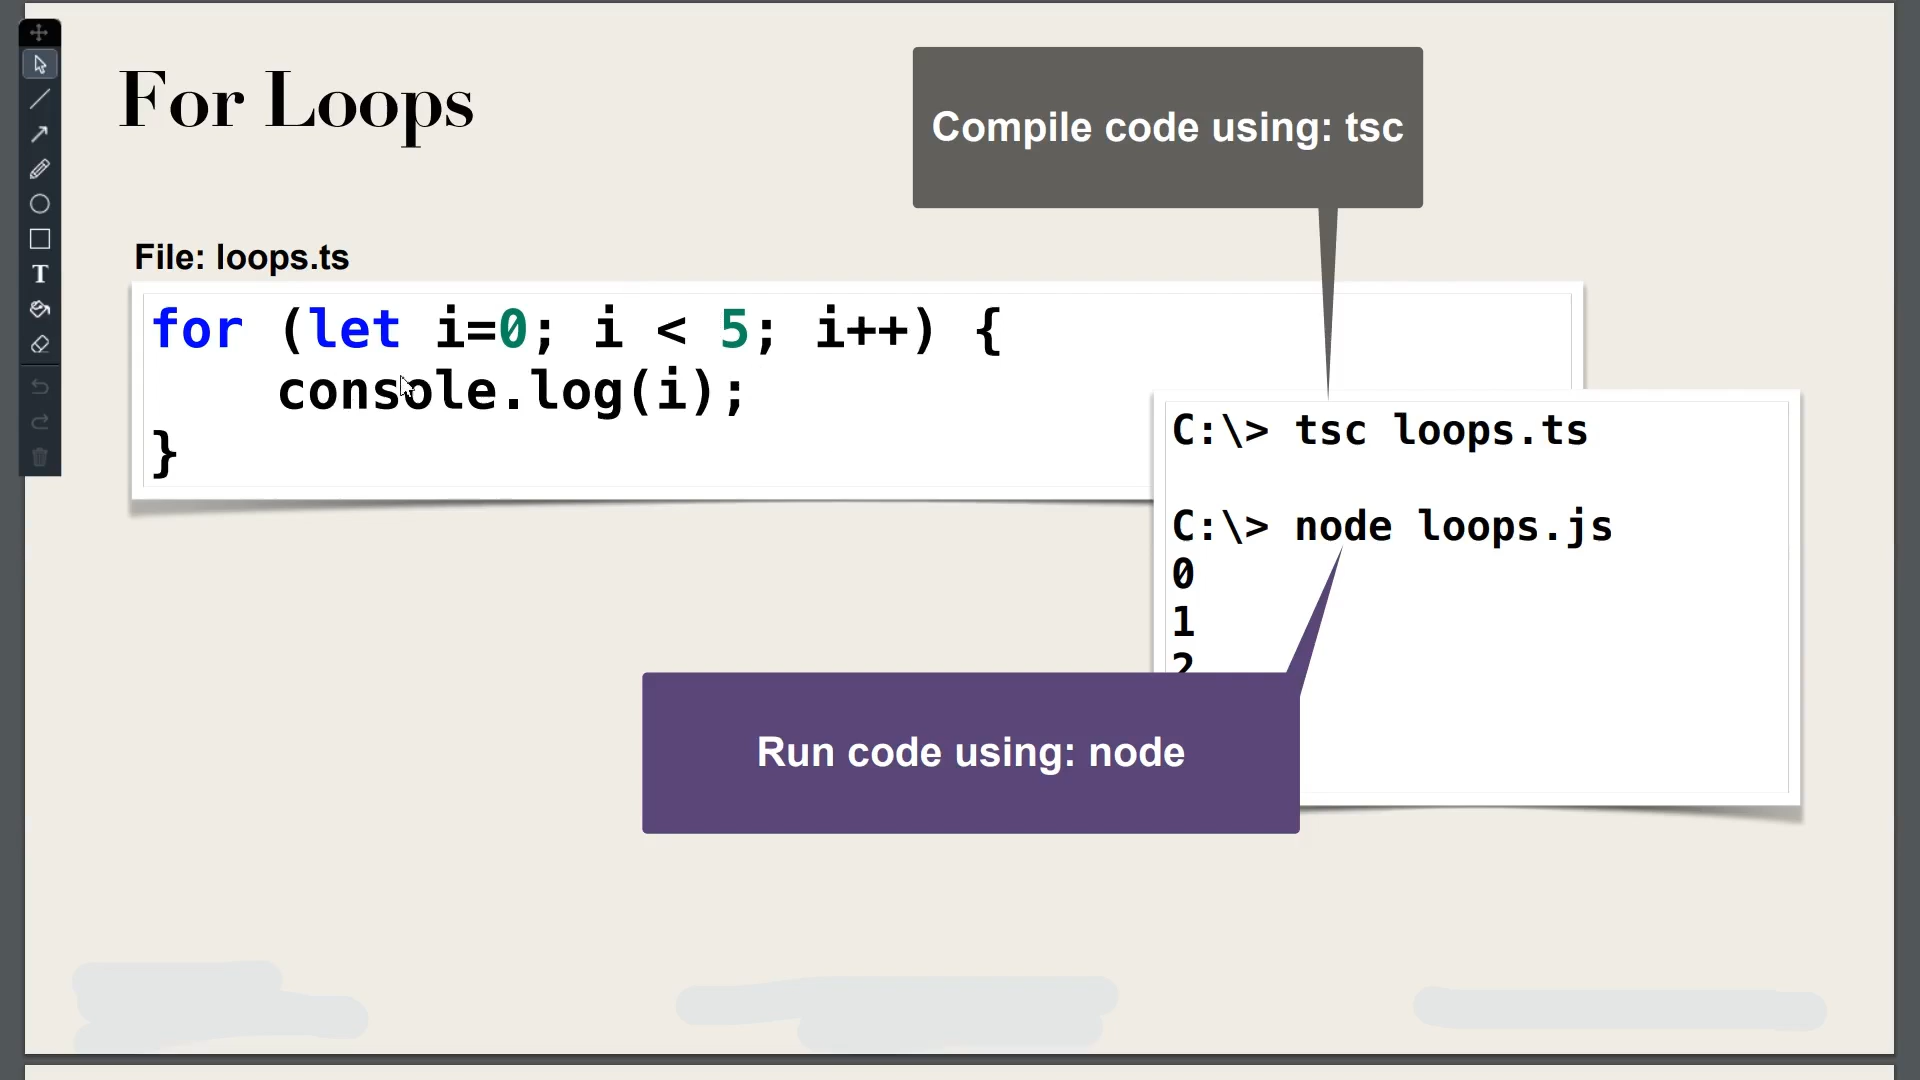 For Loops
Compile code using: tsc
File: loops.ts
for (let i=0; i < 5; i++) {
console.log(i);
}
C:\> tsc loops.ts
C:\> node loops.js
0
1
2
Run code using: node
T